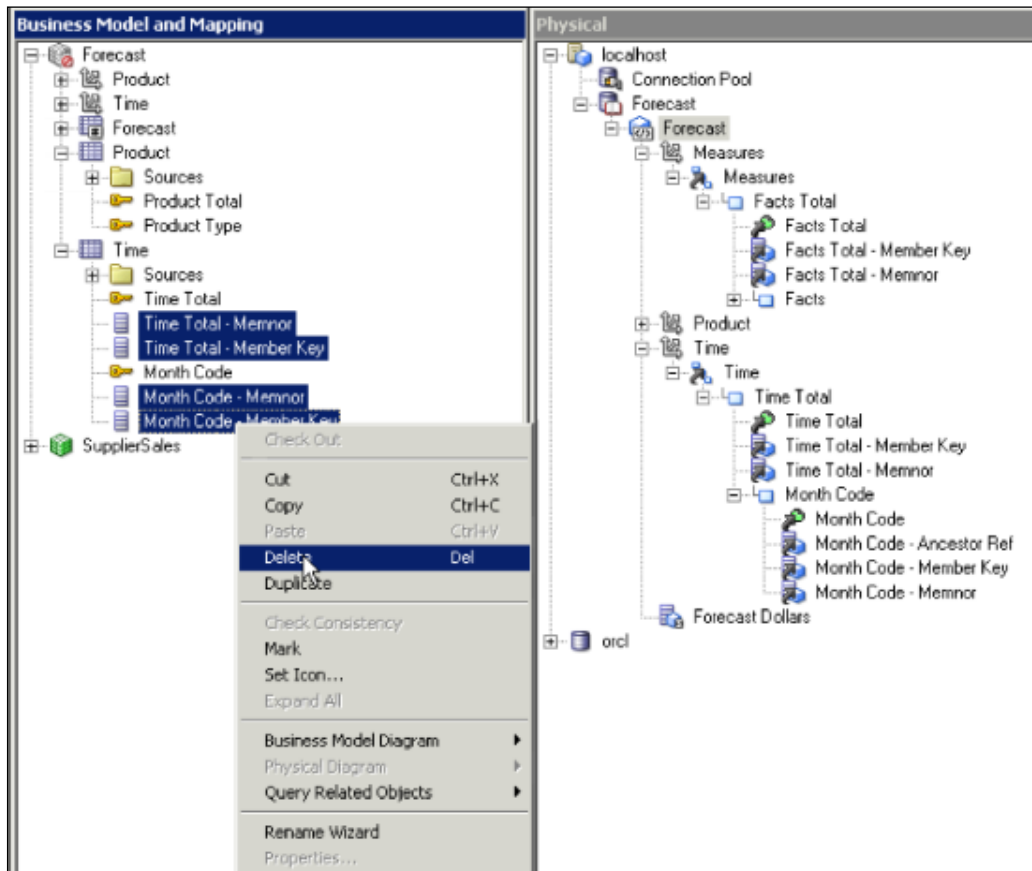 Business Model and Mapping
Forecast
Product
Time
Forecast
Product
Sources
Product Total
Product Type
Time
Sources
Time Total
Time Total - Memnor
Time Total - Member Key
Month Code
Month Code - Memnor
Month Code - Member Key
SupplierSales
Check Out
Cut Ctrl+X
Copy Ctrl+C
Paste Ctrl+V
Delete Del
Duplicate
Check Consistency
Mark
Set Icon...
Expand All
Business Model Diagram
Physical Diagram
Query Related Objects
Rename Wizard
Properties...
Physical
localhost
Connection Pool
Forecast
Forecast
Measures
Measures
Facts Total
Facts Total
Facts Total - Member Key
Facts Total - Memnor
Facts
Product
Time
Time
Time Total
Time Total
Time Total - Member Key
Time Total - Memnor
Month Code
Month Code
Month Code - Ancestor Ref
Month Code - Member Key
Month Code - Memnor
Forecast Dollars
orcl